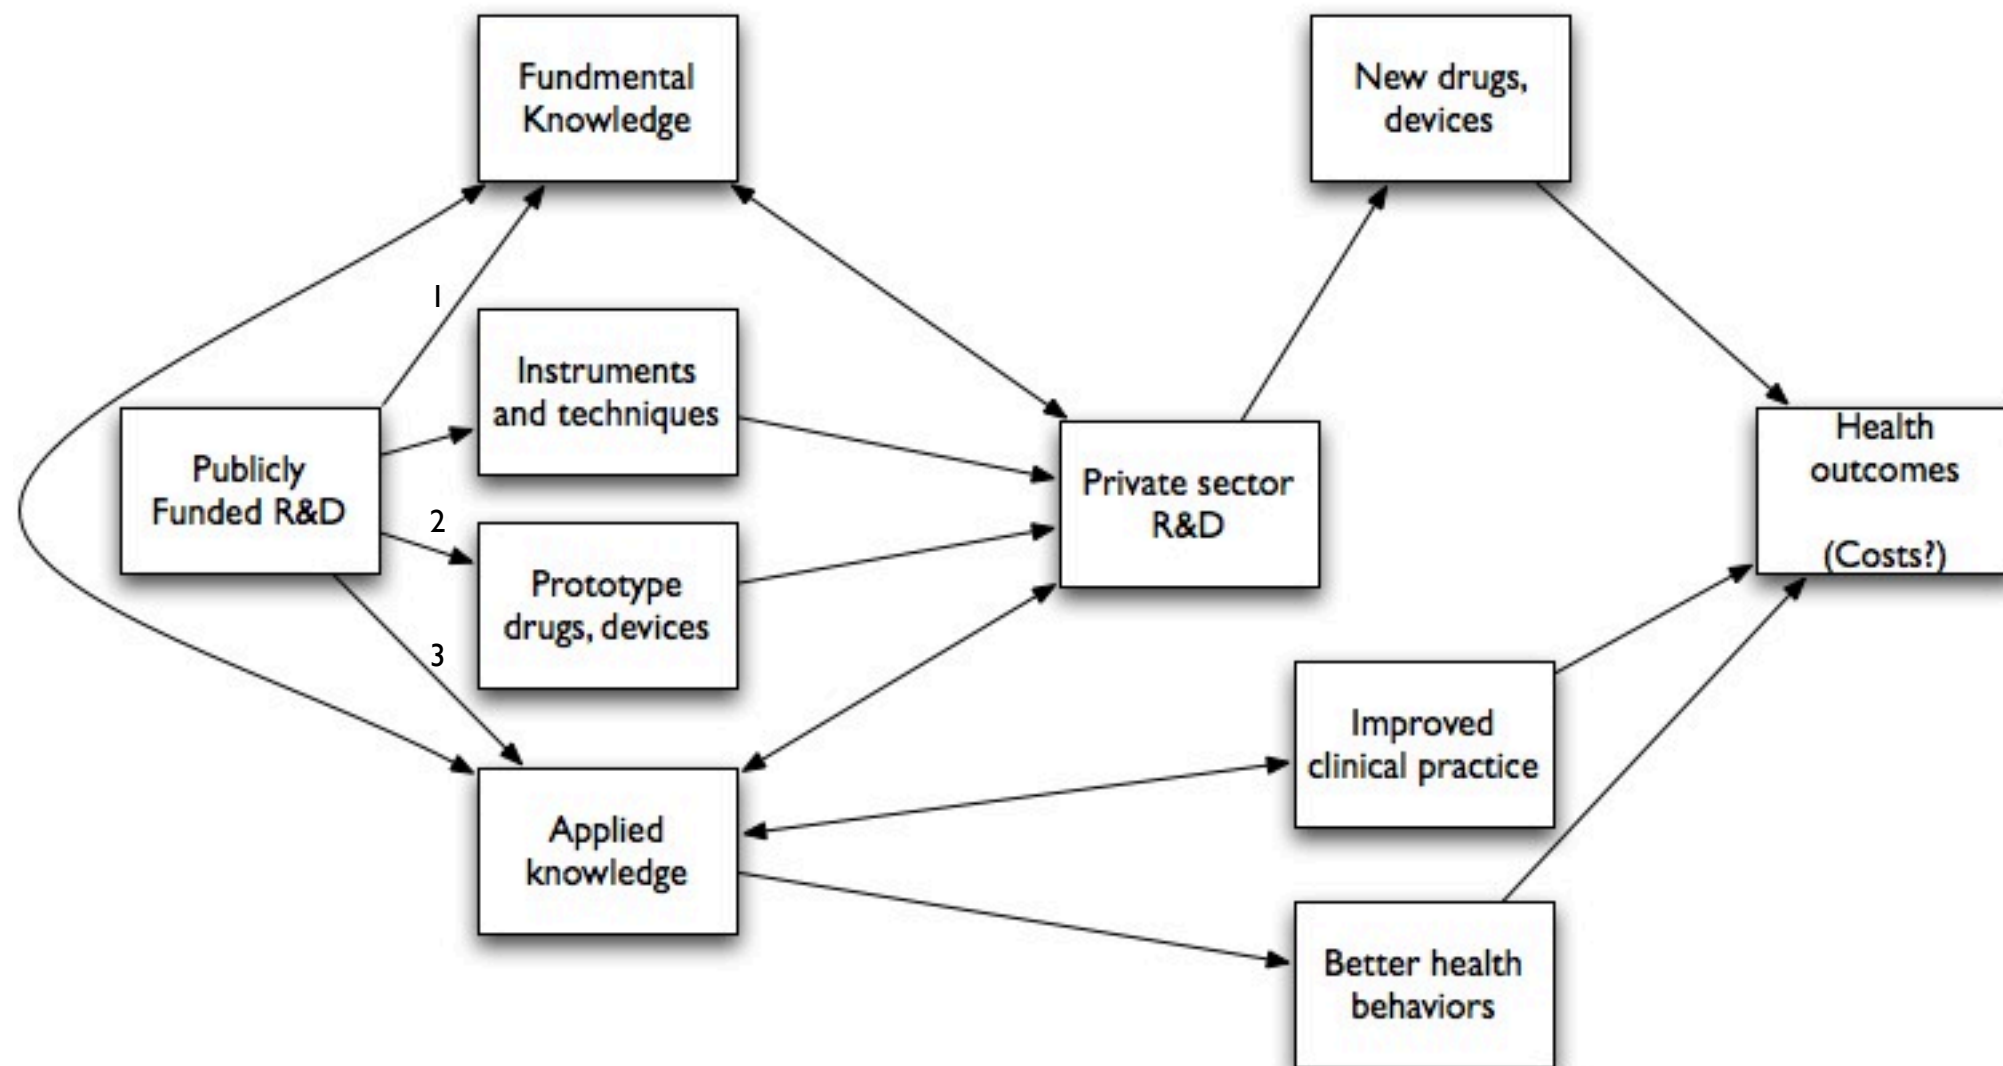 Fundmental
Knowledge
New drugs,
devices
1
Instruments
and techniques
Publicly
Funded R&D
2
Prototype
drugs, devices
3
Private sector
R&D
Health
outcomes
(Costs?)
Improved
clinical practice
Applied
knowledge
Better health
behaviors